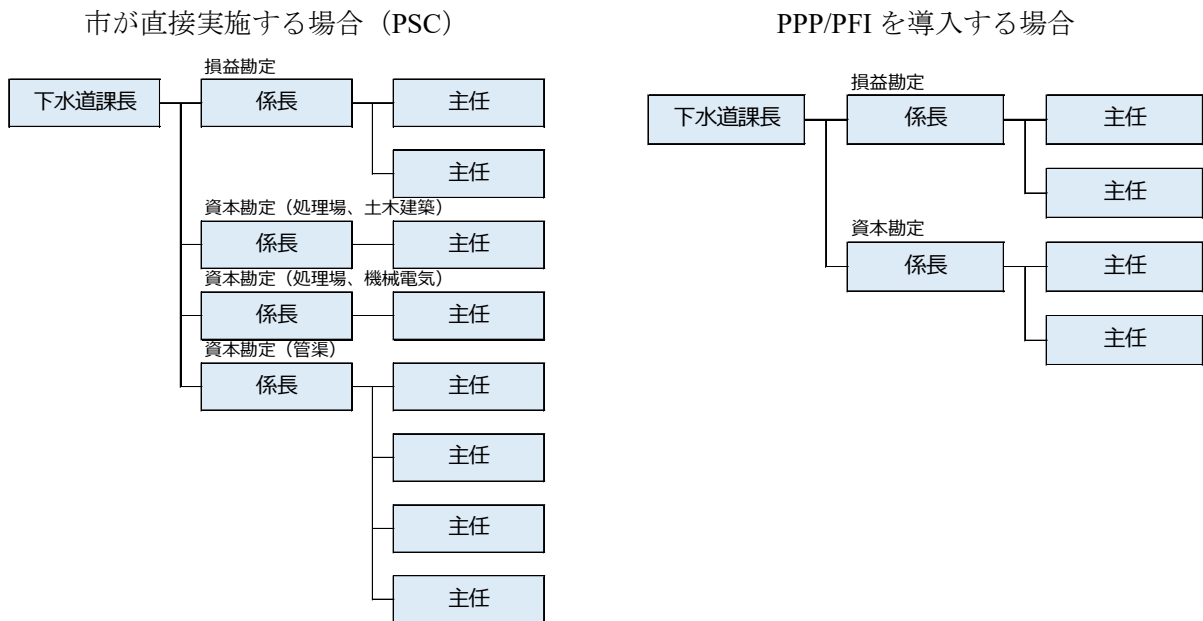 市が直接実施する場合（PSC）
損益勘定
下水道課長
係長
主任
主任
資本勘定（処理場、土木建築）
係長
主任
資本勘定（処理場、機械電気）
係長
主任
資本勘定（管渠）
係長
主任
主任
主任
主任
PPP/PFI を導入する場合
損益勘定
下水道課長
係長
主任
主任
資本勘定
係長
主任
主任